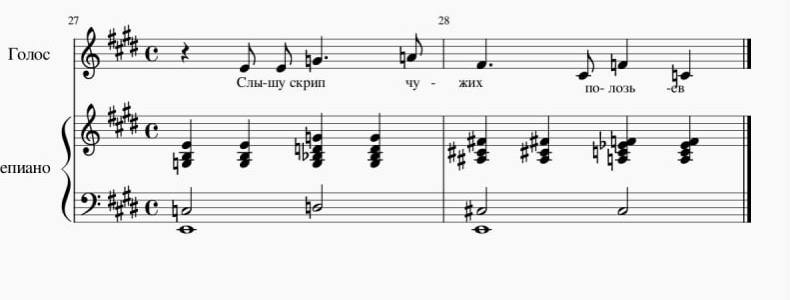 27
28
Голос
Слы-шу скрип чу - жих по- лозь -ев
епиано